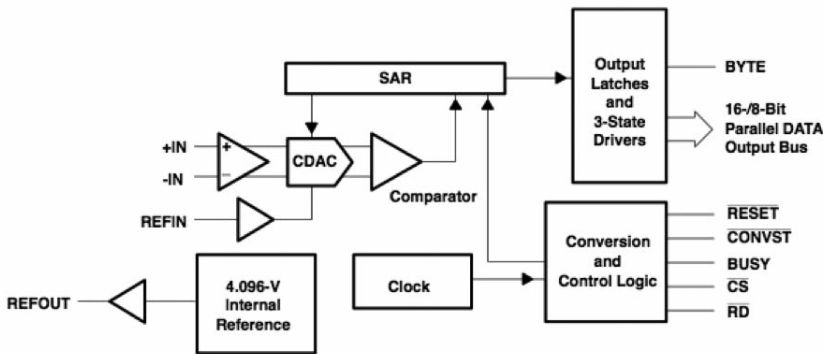 SAR
Output
Latches
and
3-State
Drivers
BYTE
16-/8-Bit
Parallel DATA
Output Bus
+IN
-IN
+
−
CDAC
Comparator
REFIN
REFOUT
4.096-V
Internal
Reference
Clock
Conversion
and
Control Logic
RESET
CONVST
BUSY
CS
RD